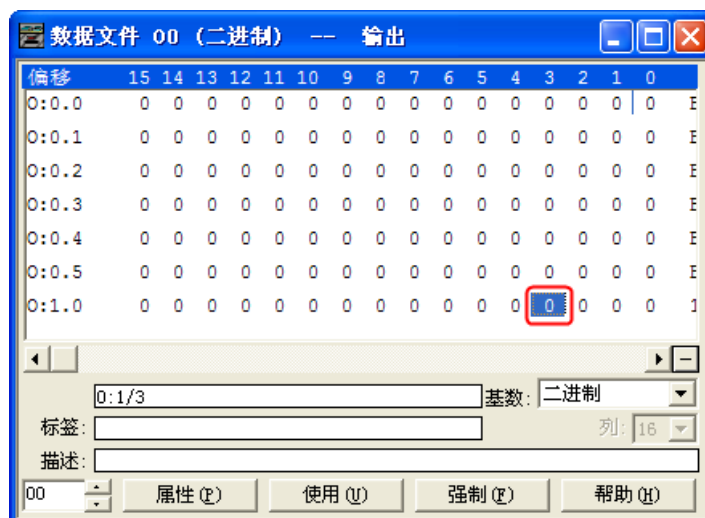 数据文件 O0 (二进制) -- 输出
偏移 15 14 13 12 11 10 9 8 7 6 5 4 3 2 1 0
O:0.0 0 0 0 0 0 0 0 0 0 0 0 0 0 0 0 0 E
O:0.1 0 0 0 0 0 0 0 0 0 0 0 0 0 0 0 0 E
O:0.2 0 0 0 0 0 0 0 0 0 0 0 0 0 0 0 0 E
O:0.3 0 0 0 0 0 0 0 0 0 0 0 0 0 0 0 0 E
O:0.4 0 0 0 0 0 0 0 0 0 0 0 0 0 0 0 0 E
O:0.5 0 0 0 0 0 0 0 0 0 0 0 0 0 0 0 0 E
O:1.0 0 0 0 0 0 0 0 0 0 0 0 0 0 0 0 0 1
O:1/3 基数: 二进制
标签: 列: 16
描述:
O0 属性(P) 使用(U) 强制(F) 帮助(H)